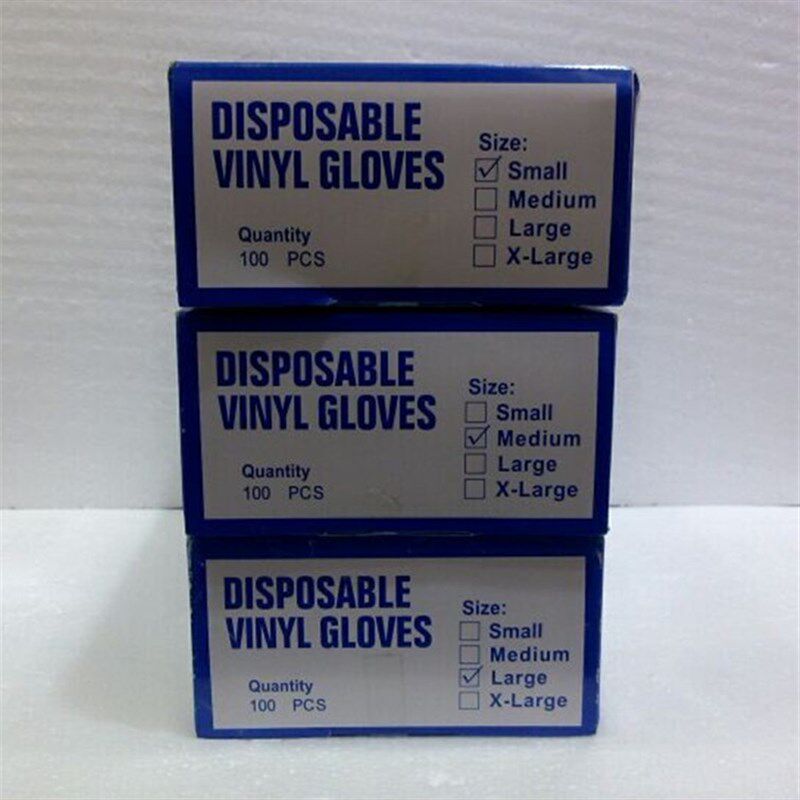 DISPOSABLE
VINYL GLOVES
Size:
Small
Medium
Large
X-Large
Quantity
100 PCS
DISPOSABLE
VINYL GLOVES
Size:
Small
Medium
Large
X-Large
Quantity
100 PCS
DISPOSABLE
VINYL GLOVES
Size:
Small
Medium
Large
X-Large
Quantity
100 PCS